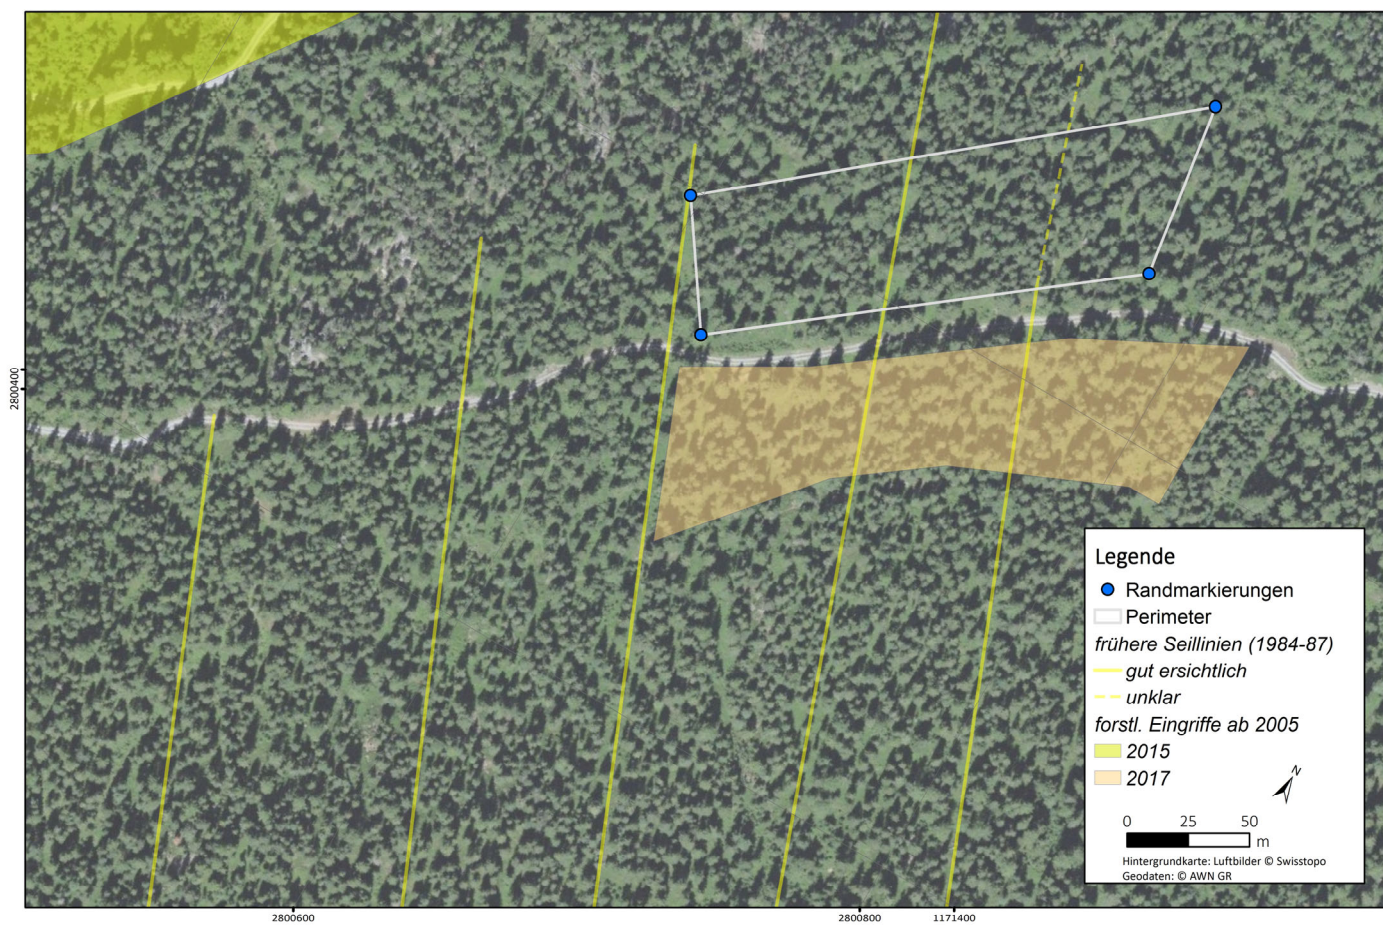 2800400
Legende
Randmarkierungen
Perimeter
frühere Seillinien (1984-87)
gut ersichtlich
unklar
forstl. Eingriffe ab 2005
2015
2017
N
0 25 50
m
Hintergrundkarte: Luftbilder © Swisstopo
Geodaten: © AWN GR
2800600 2800800 1171400